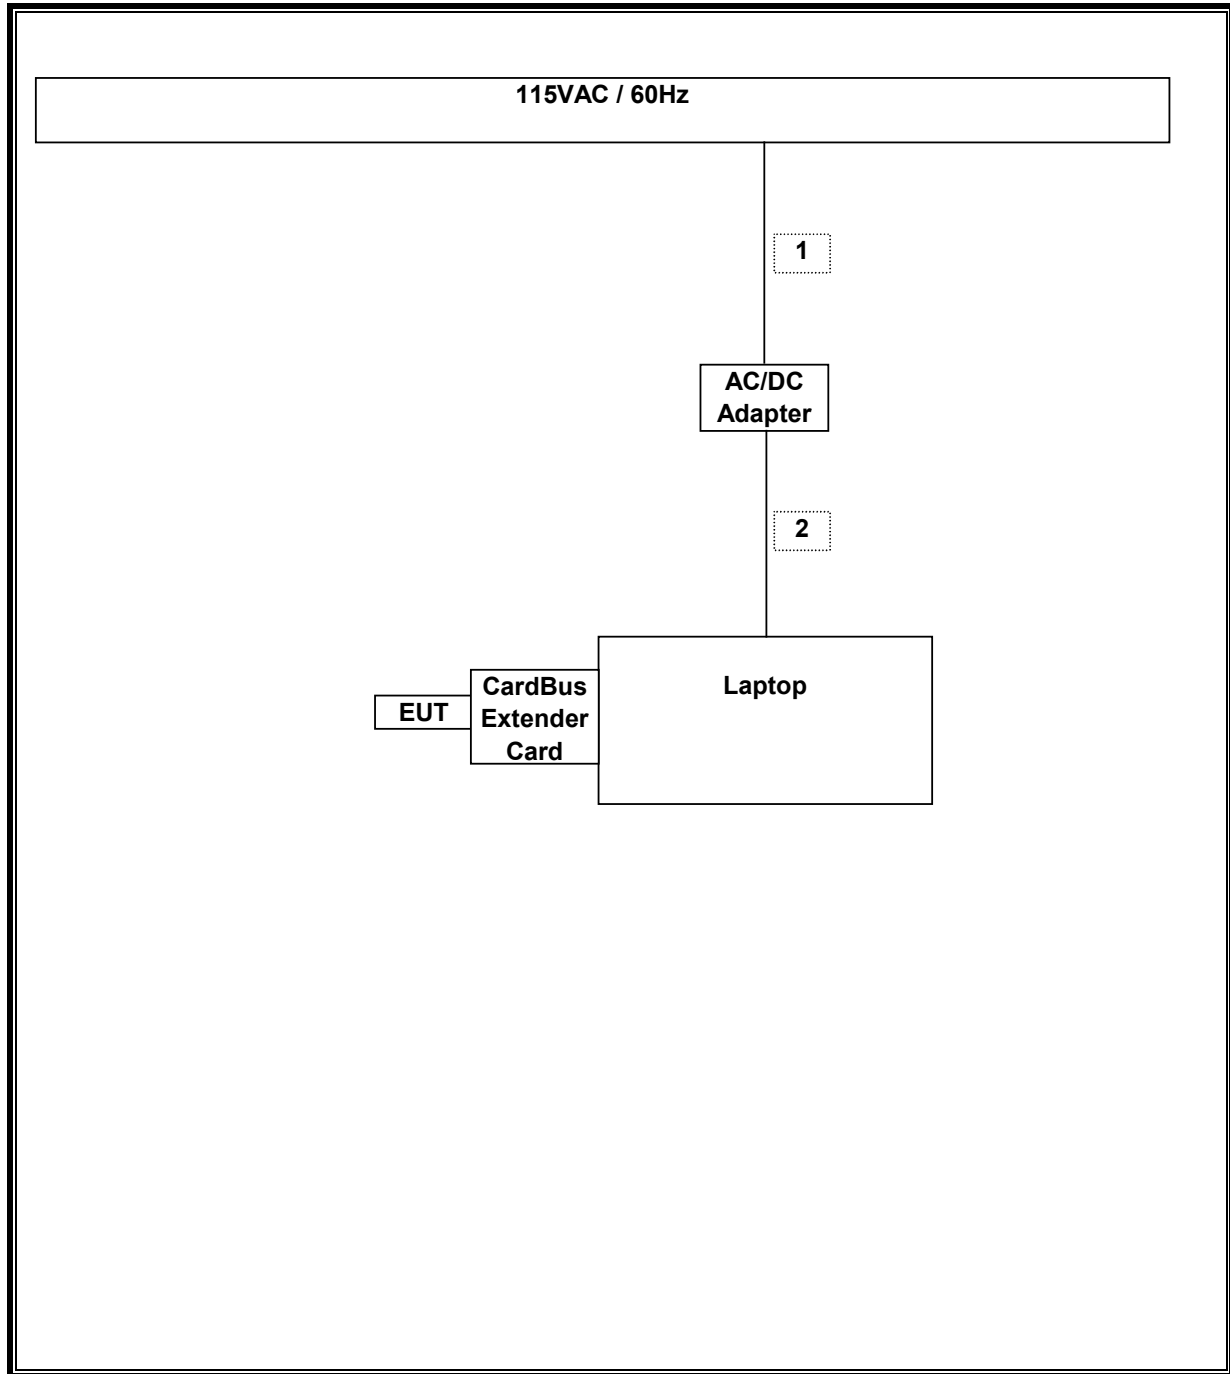 115VAC / 60Hz
1
AC/DC
Adapter
2
EUT
CardBus
Extender
Card
Laptop